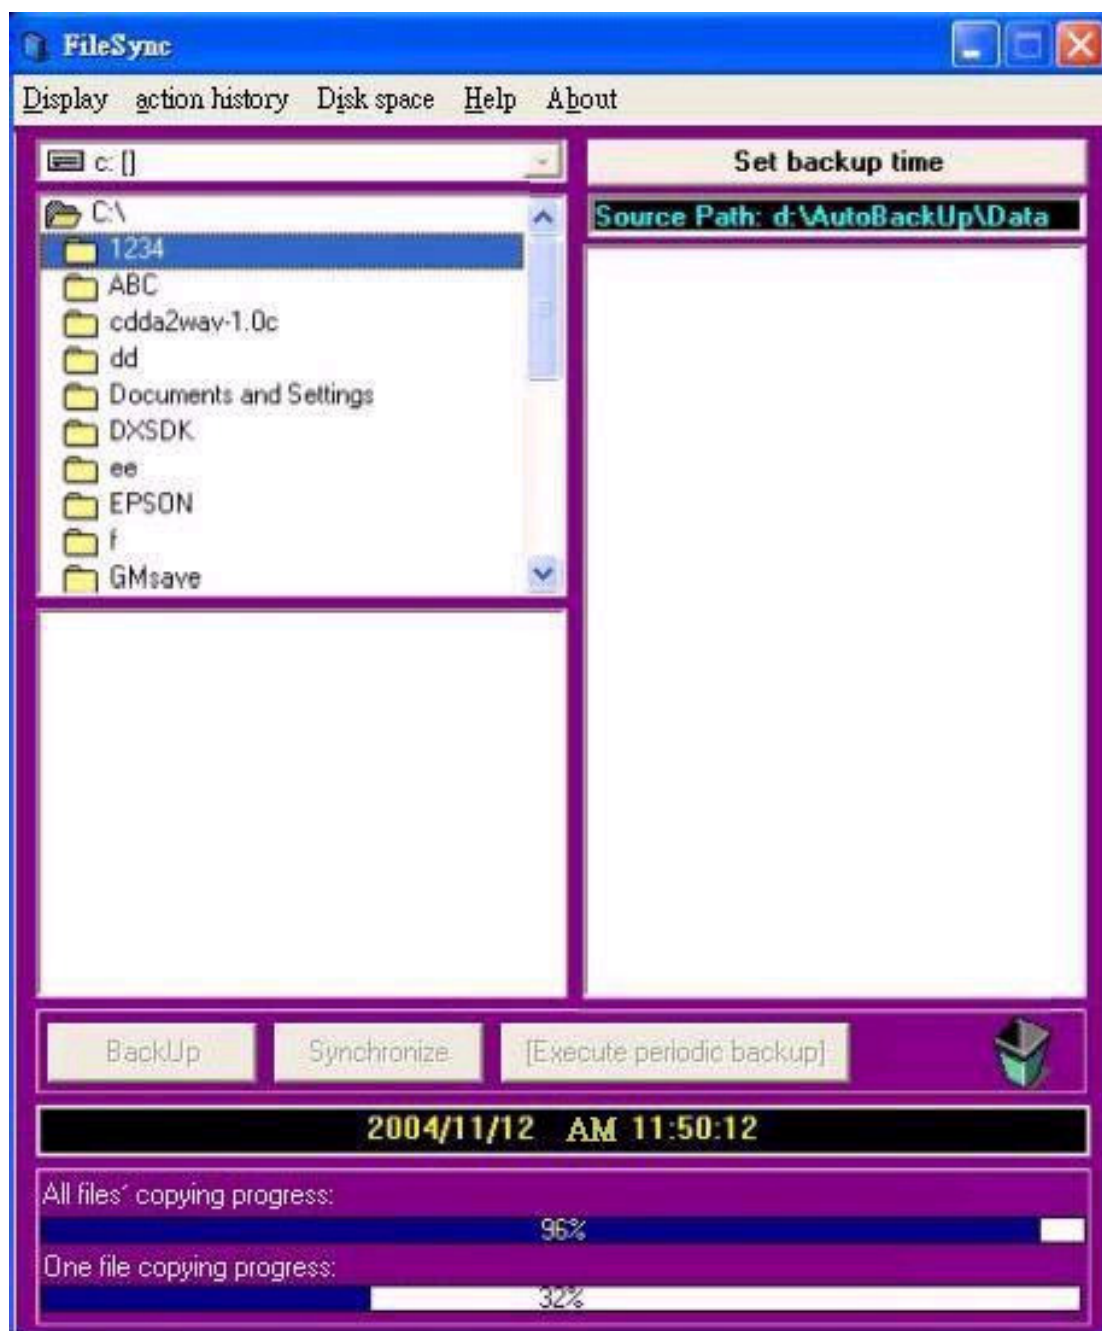 FileSync
Display action history Disk space Help About
c: []
Set backup time
C:\
1234
ABC
cdda2wav-1.0c
dd
Documents and Settings
DXSDK
ee
EPSON
f
GMsave
Source Path: d:\AutoBackUp\Data
BackUp Synchronize [Execute periodic backup]
2004/11/12 AM 11:50:12
All files´ copying progress:
96%
One file copying progress:
32%